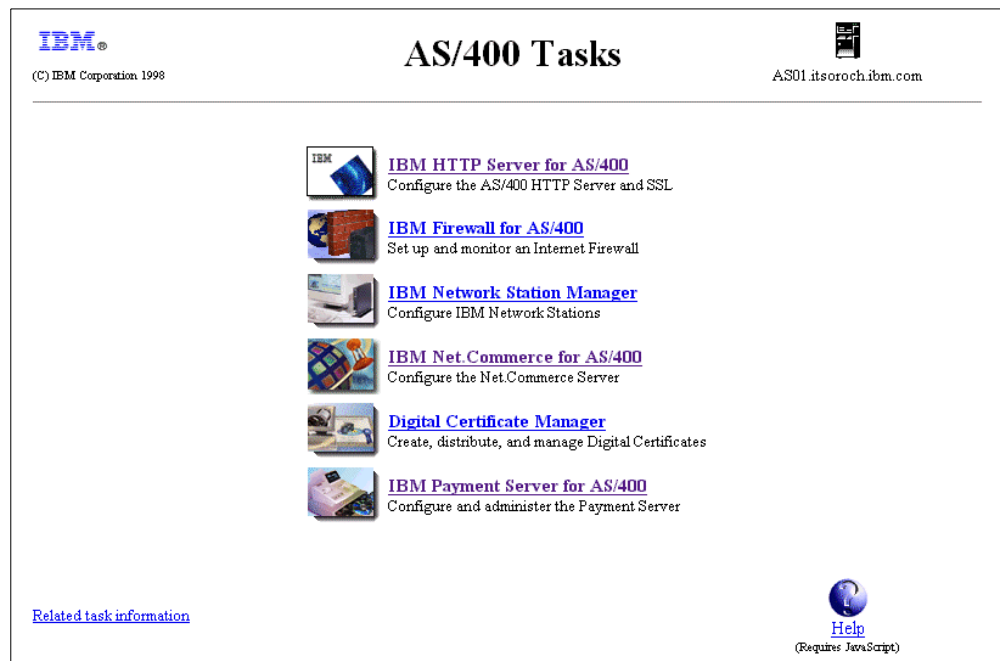 IBM®
AS/400 Tasks
(C) IBM Corporation 1998
AS01.itsoroch.ibm.com
IBM
IBM HTTP Server for AS/400
Configure the AS/400 HTTP Server and SSL
IBM Firewall for AS/400
Set up and monitor an Internet Firewall
IBM Network Station Manager
Configure IBM Network Stations
IBM Net.Commerce for AS/400
Configure the Net.Commerce Server
Digital Certificate Manager
Create, distribute, and manage Digital Certificates
IBM Payment Server for AS/400
Configure and administer the Payment Server
Related task information
Help
(Requires JavaScript)